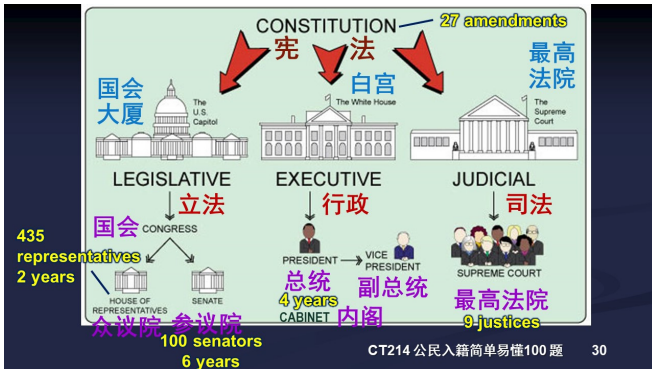 CONSTITUTION
27 amendments
宪 法
国会
大厦
The
U.S.
Capitol
白宫
The White House
最高
法院
The
Supreme
Court
LEGISLATIVE
立法
EXECUTIVE
行政
JUDICIAL
司法
国会 CONGRESS
435
representatives
2 years
HOUSE OF
REPRESENTATIVES
众议院
SENATE
参议院
100 senators
6 years
PRESIDENT
总统
4 years
VICE
PRESIDENT
副总统
CABINET 内阁
SUPREME COURT
最高法院
9 justices
CT214 公民入籍简单易懂100题
30